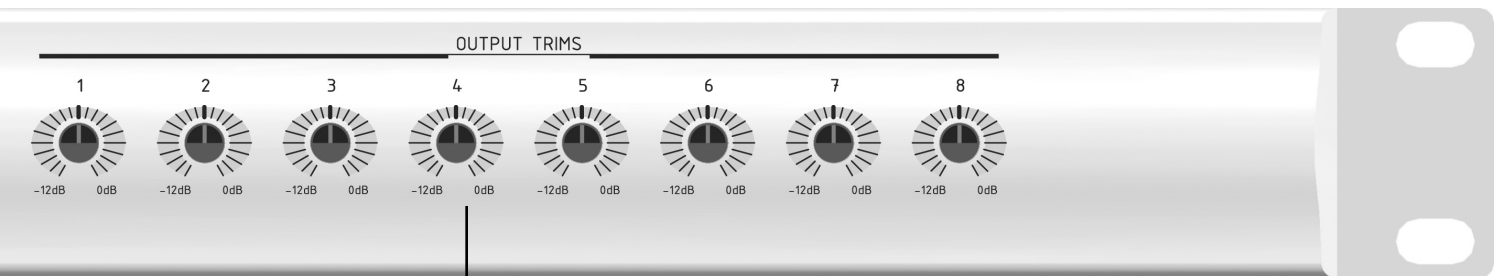 OUTPUT TRIMS
1 2 3 4 5 6 7 8
-12dB 0dB -12dB 0dB -12dB 0dB -12dB 0dB -12dB 0dB -12dB 0dB -12dB 0dB -12dB 0dB